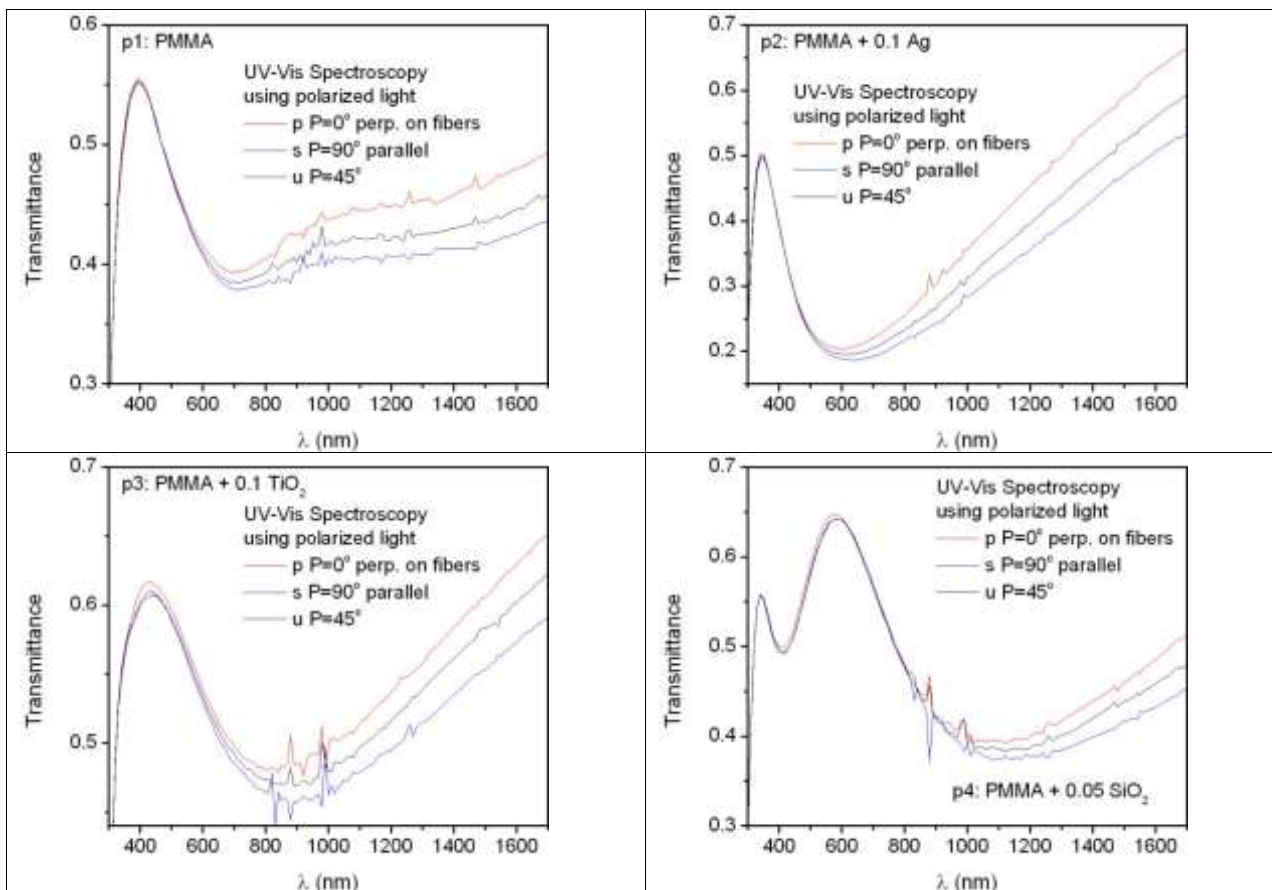 p1: PMMA
UV-Vis Spectroscopy
using polarized light
p P=0° perp. on fibers
s P=90° parallel
u P=45°
Transmittance
0.6
0.5
0.4
0.3
400 600 800 1000 1200 1400 1600
λ (nm)
p2: PMMA + 0.1 Ag
UV-Vis Spectroscopy
using polarized light
p P=0° perp. on fibers
s P=90° parallel
u P=45°
Transmittance
0.7
0.6
0.5
0.4
0.3
0.2
400 600 800 1000 1200 1400 1600
λ (nm)
p3: PMMA + 0.1 TiO₂
UV-Vis Spectroscopy
using polarized light
p P=0° perp. on fibers
s P=90° parallel
u P=45°
Transmittance
0.7
0.6
0.5
400 600 800 1000 1200 1400 1600
λ (nm)
UV-Vis Spectroscopy
using polarized light
p P=0° perp. on fibers
s P=90° parallel
u P=45°
p4: PMMA + 0.05 SiO₂
Transmittance
0.7
0.6
0.5
0.4
0.3
400 600 800 1000 1200 1400 1600
λ (nm)